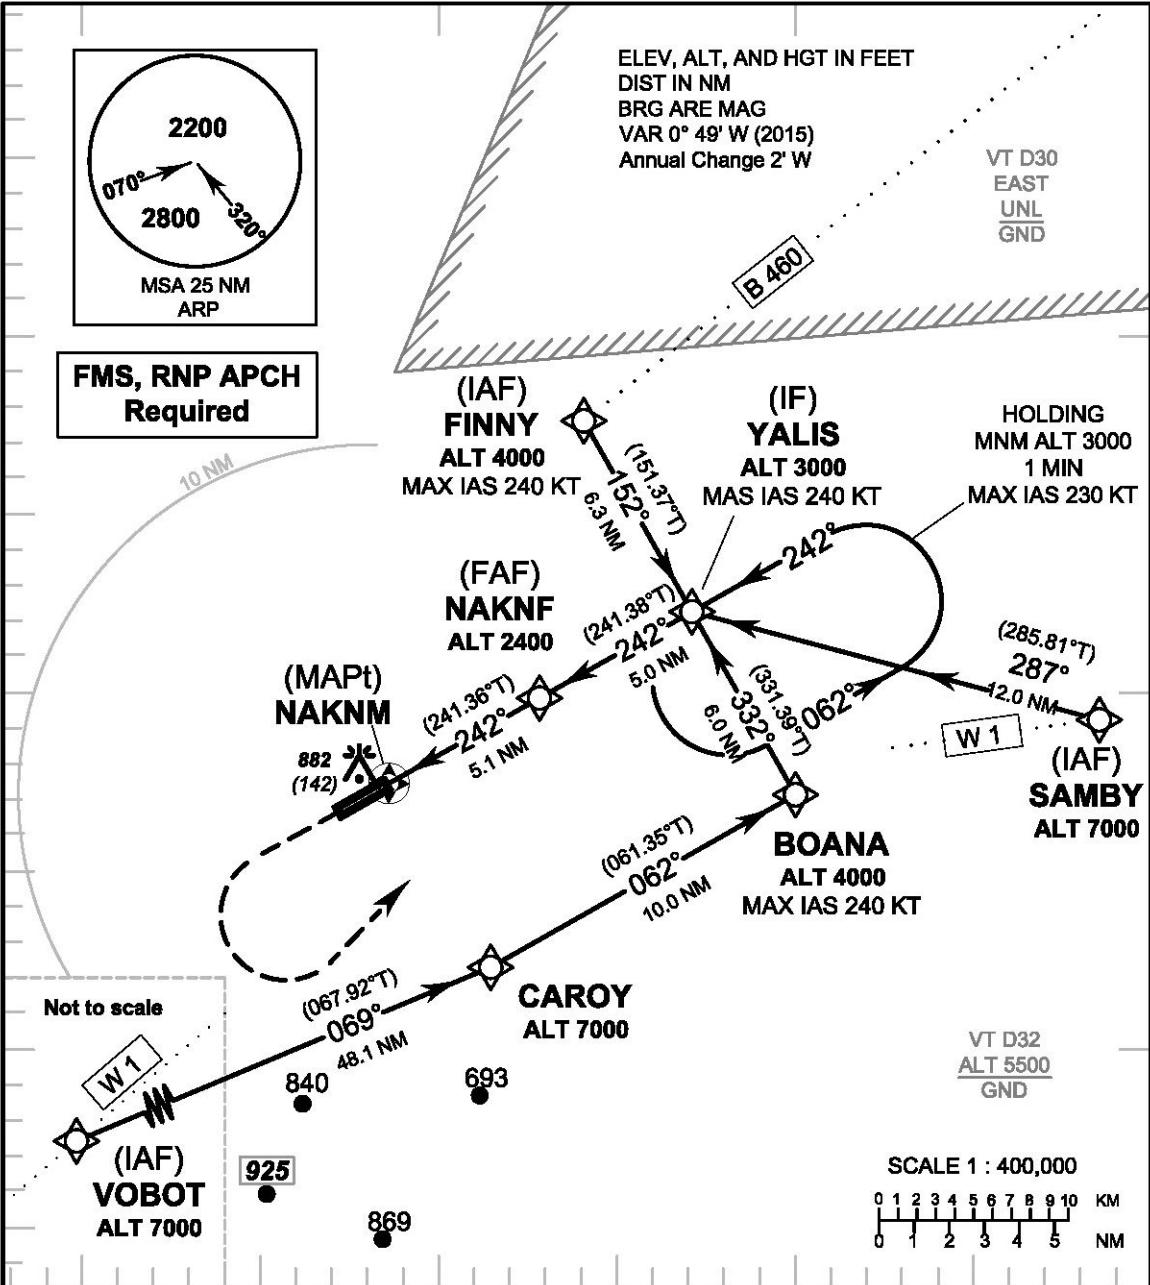 2200
070°
2800
320°
MSA 25 NM
ARP
ELEV, ALT, AND HGT IN FEET
DIST IN NM
BRG ARE MAG
VAR 0° 49' W (2015)
Annual Change 2' W
VT D30
EAST
UNL
GND
B 460
FMS, RNP APCH
Required
10 NM
(IAF)
FINNY
ALT 4000
MAX IAS 240 KT
(151.37°T)
152°
6.3 NM
(IF)
YALIS
ALT 3000
MAS IAS 240 KT
HOLDING
MNM ALT 3000
1 MIN
MAX IAS 230 KT
242°
(FAF)
NAKNF
ALT 2400
(241.38°T)
242°
5.0 NM
(285.81°T)
287°
12.0 NM
(331.39°T)
332°
6.0 NM
062°
W 1
(IAF)
SAMBY
ALT 7000
(MAPt)
NAKNM
(241.36°T)
242°
5.1 NM
882
(142)
BOANA
ALT 4000
MAX IAS 240 KT
(061.35°T)
062°
10.0 NM
CAROY
ALT 7000
(067.92°T)
069°
48.1 NM
Not to scale
W 1
(IAF)
VOBOT
ALT 7000
840
693
925
869
VT D32
ALT 5500
GND
SCALE 1 : 400,000
0 1 2 3 4 5 6 7 8 9 10 KM
0 1 2 3 4 5 NM